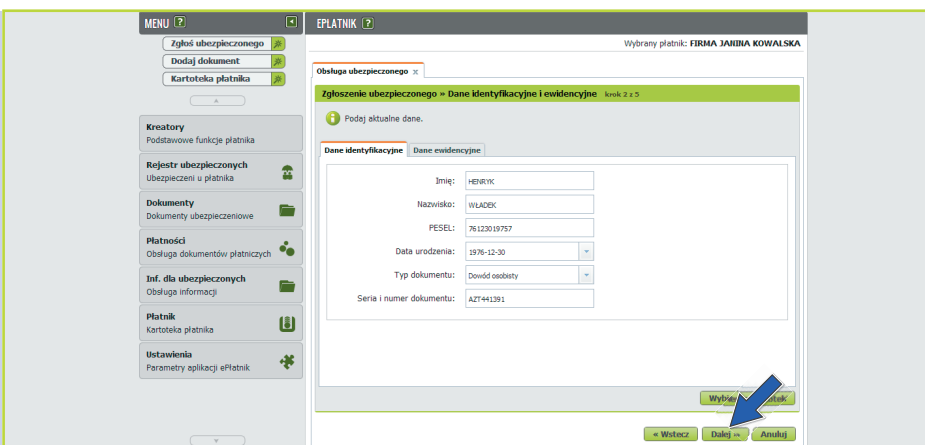 MENU ?
Zgłoś ubezpieczonego
Dodaj dokument
Kartoteka płatnika
Kreatory
Podstawowe funkcje płatnika
Rejestr ubezpieczonych
Ubezpieczeni u płatnika
Dokumenty
Dokumenty ubezpieczeniowe
Płatności
Obsługa dokumentów płatniczych
Inf. dla ubezpieczonych
Obsługa informacji
Płatnik
Kartoteka płatnika
Ustawienia
Parametry aplikacji ePłatnik
EPŁATNIK ?
Wybrany płatnik: FIRMA JANINA KOWALSKA
Obsługa ubezpieczonego x
Zgłoszenie ubezpieczonego » Dane identyfikacyjne i ewidencyjne krok 2 z 5
Podaj aktualne dane.
Dane identyfikacyjne Dane ewidencyjne
Imię: HENRYK
Nazwisko: WŁADEK
PESEL: 76123019757
Data urodzenia: 1976-12-30
Typ dokumentu: Dowód osobisty
Seria i numer dokumentu: AZT441391
« Wstecz Dalej »» Anuluj